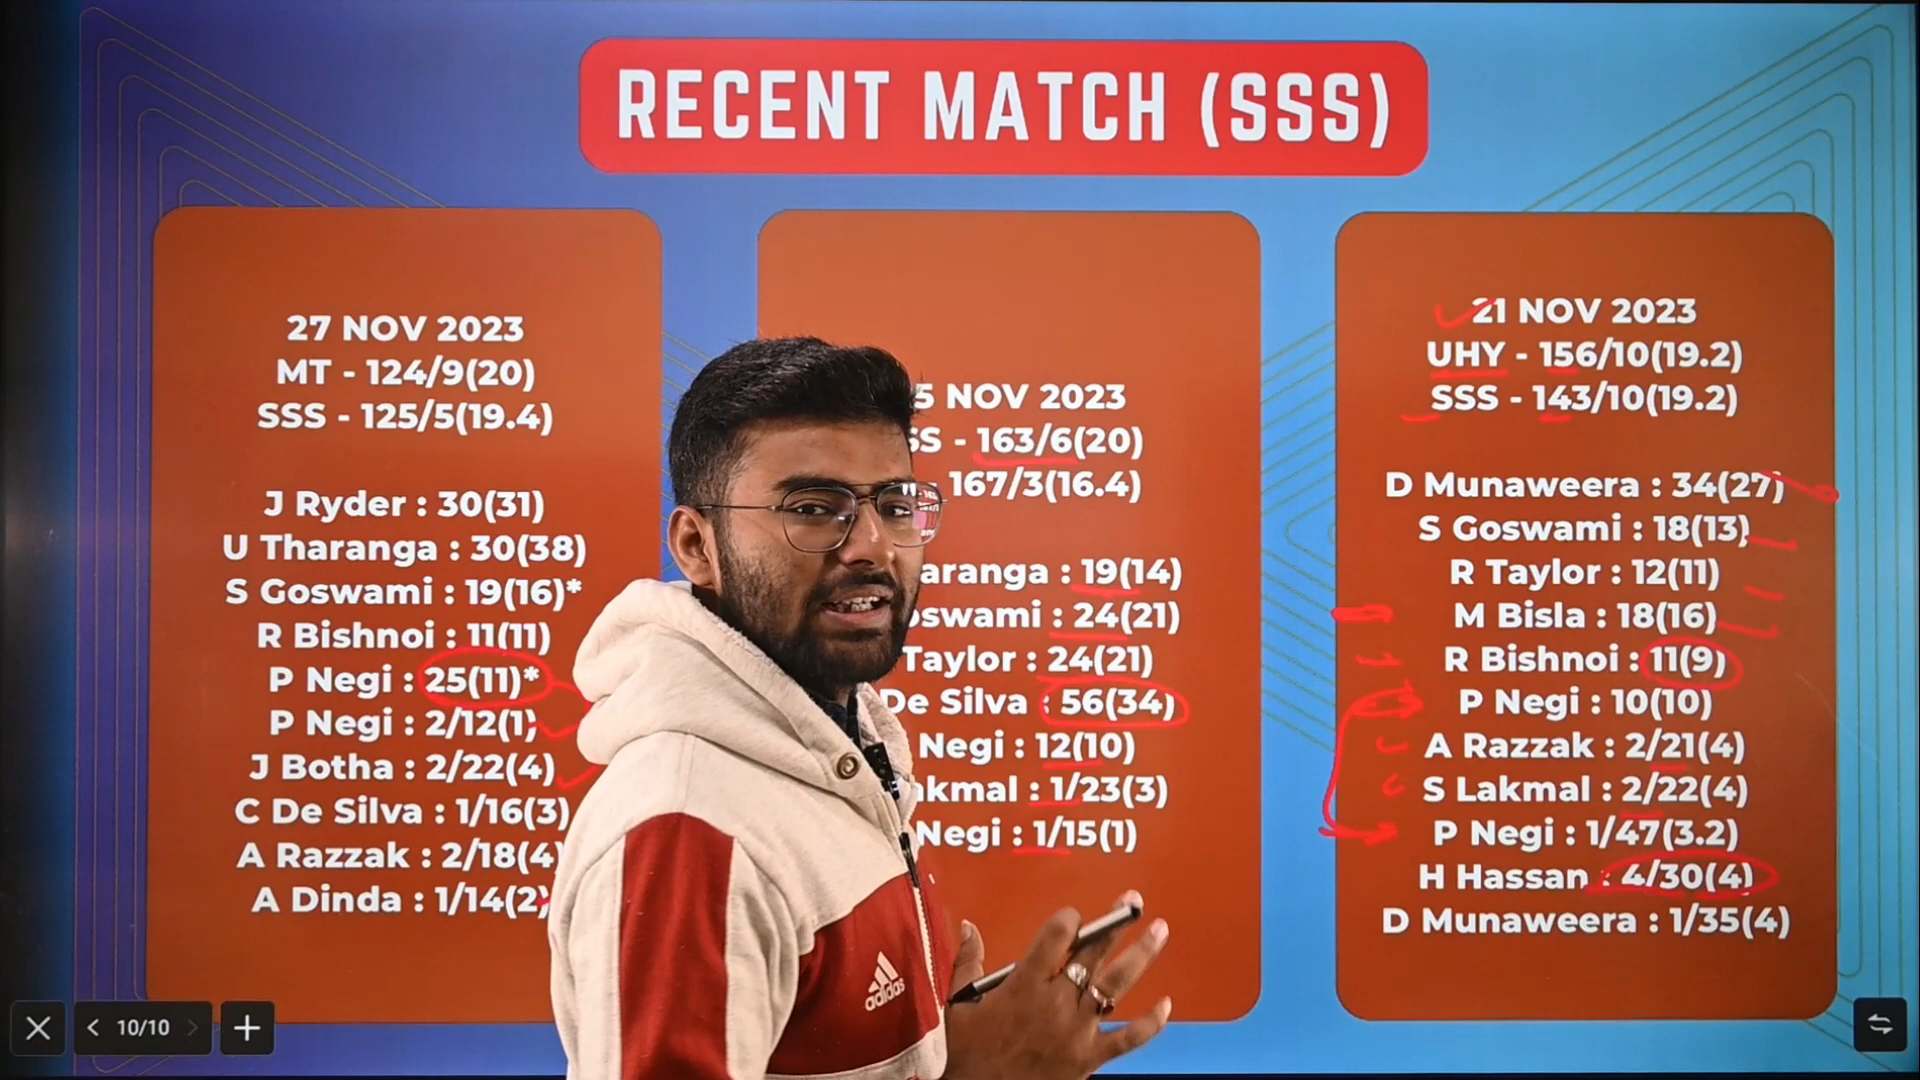 RECENT MATCH (SSS)
27 NOV 2023
MT - 124/9(20)
SSS - 125/5(19.4)
J Ryder : 30(31)
U Tharanga : 30(38)
S Goswami : 19(16)*
R Bishnoi : 11(11)
P Negi : 25(11)*
P Negi : 2/12(1)
J Botha : 2/22(4)
C De Silva : 1/16(3)
A Razzak : 2/18(4)
A Dinda : 1/14(2)
5 NOV 2023
SS - 163/6(20)
167/3(16.4)
aranga : 19(14)
oswami : 24(21)
Taylor : 24(21)
De Silva : 56(34)
Negi : 12(10)
akmal : 1/23(3)
Negi : 1/15(1)
21 NOV 2023
UHY - 156/10(19.2)
SSS - 143/10(19.2)
D Munaweera : 34(27)
S Goswami : 18(13)
R Taylor : 12(11)
M Bisla : 18(16)
R Bishnoi : 11(9)
P Negi : 10(10)
A Razzak : 2/21(4)
S Lakmal : 2/22(4)
P Negi : 1/47(3.2)
H Hassan : 4/30(4)
D Munaweera : 1/35(4)
adidas
10/10